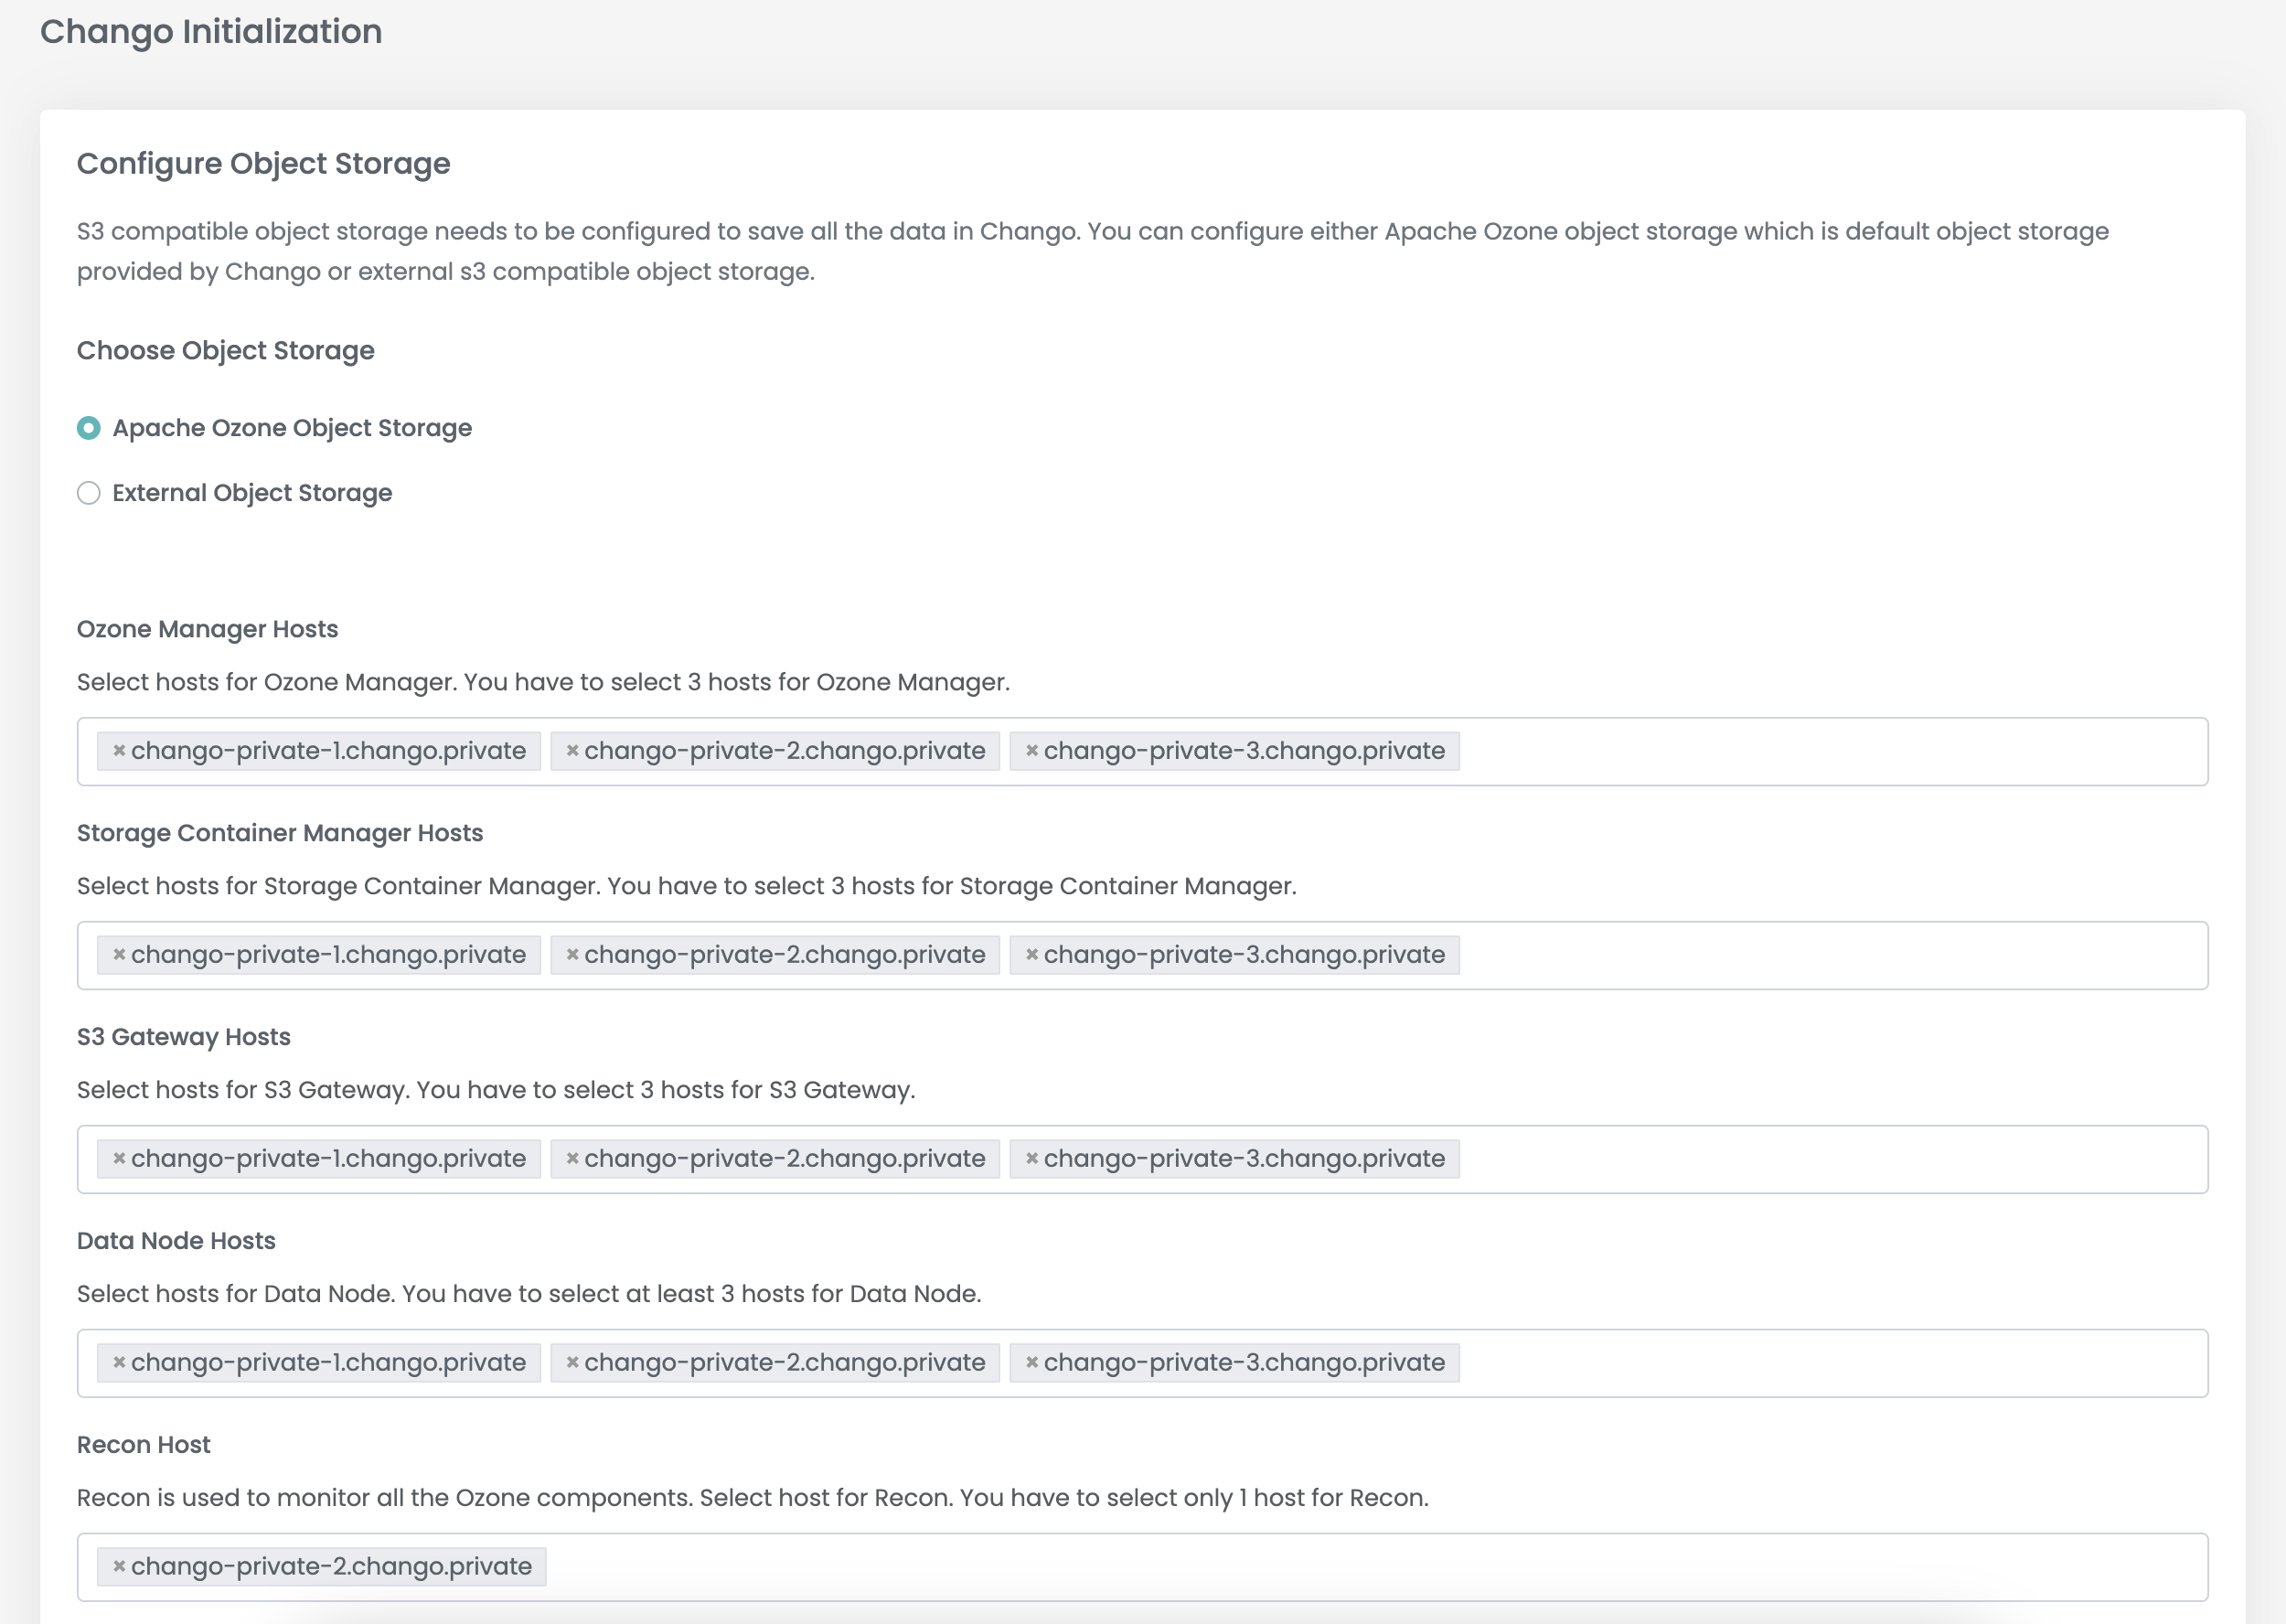 Chango Initialization
Configure Object Storage
S3 compatible object storage needs to be configured to save all the data in Chango. You can configure either Apache Ozone object storage which is default object storage
provided by Chango or external s3 compatible object storage.
Choose Object Storage
Apache Ozone Object Storage
External Object Storage
Ozone Manager Hosts
Select hosts for Ozone Manager. You have to select 3 hosts for Ozone Manager.
×chango-private-1.chango.private ×chango-private-2.chango.private ×chango-private-3.chango.private
Storage Container Manager Hosts
Select hosts for Storage Container Manager. You have to select 3 hosts for Storage Container Manager.
×chango-private-1.chango.private ×chango-private-2.chango.private ×chango-private-3.chango.private
S3 Gateway Hosts
Select hosts for S3 Gateway. You have to select 3 hosts for S3 Gateway.
×chango-private-1.chango.private ×chango-private-2.chango.private ×chango-private-3.chango.private
Data Node Hosts
Select hosts for Data Node. You have to select at least 3 hosts for Data Node.
×chango-private-1.chango.private ×chango-private-2.chango.private ×chango-private-3.chango.private
Recon Host
Recon is used to monitor all the Ozone components. Select host for Recon. You have to select only 1 host for Recon.
×chango-private-2.chango.private